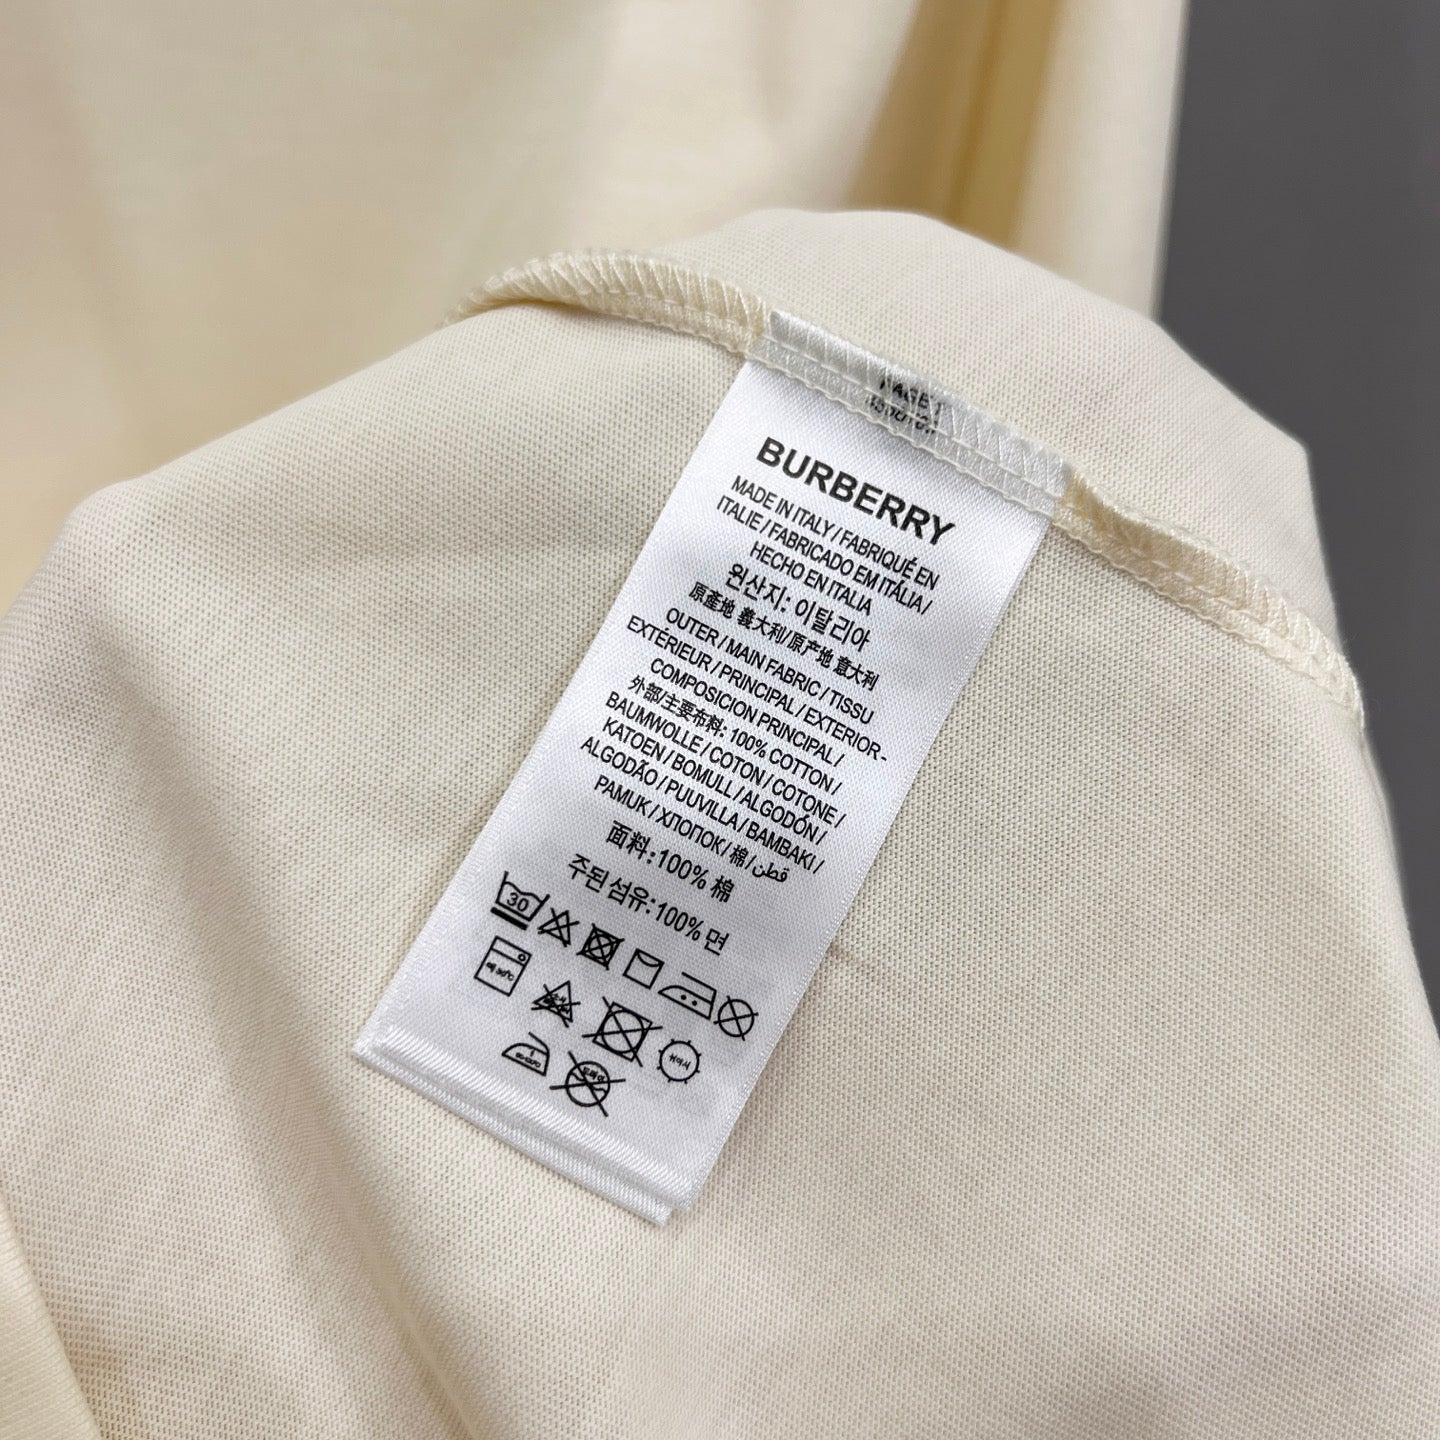 PAGE 1
BURBERRY
MADE IN ITALY / FABRIQUÉ EN
ITALIE / FABRICADO EM ITÁLIA /
HECHO EN ITALIA
원산지: 이탈리아
原產地 義大利/原产地 意大利
OUTER / MAIN FABRIC / TISSU
EXTÉRIEUR / PRINCIPAL / EXTERIOR-
COMPOSICION PRINCIPAL /
外部/主要布料: 100% COTTON /
BAUMWOLLE / COTON / COTONE /
KATOEN / BOMULL / ALGODÓN /
ALGODÃO / PUUVILLA / BAMBAKI /
PAMUK / ХЛОПОК / 棉 / قطن
面料:100% 棉
주된 섬유:100% 면
30